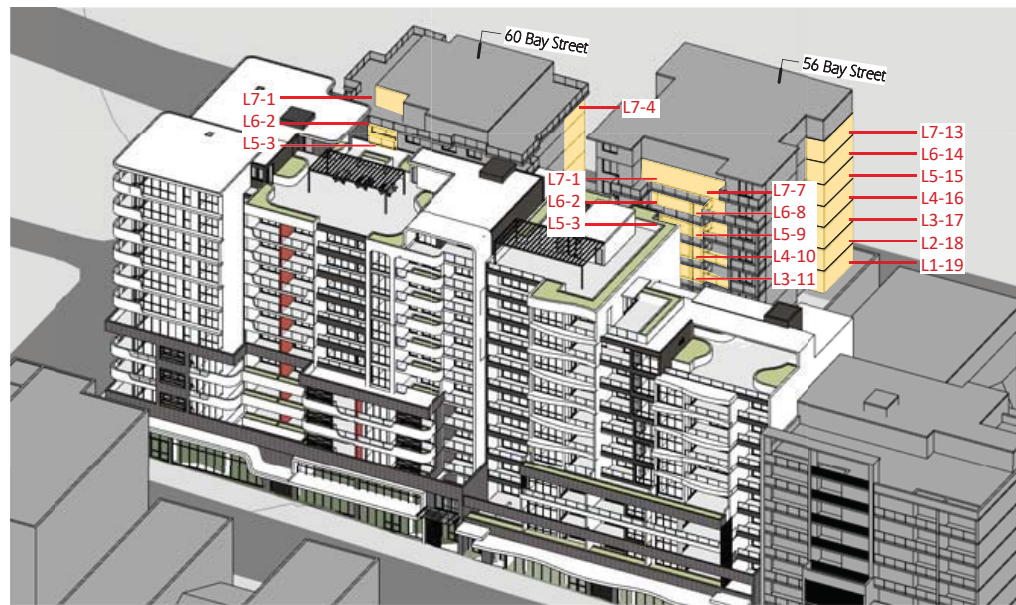 60 Bay Street
56 Bay Street
L7-1
L6-2
L5-3
L7-4
L7-1
L6-2
L5-3
L7-7
L6-8
L5-9
L4-10
L3-11
L7-13
L6-14
L5-15
L4-16
L3-17
L2-18
L1-19